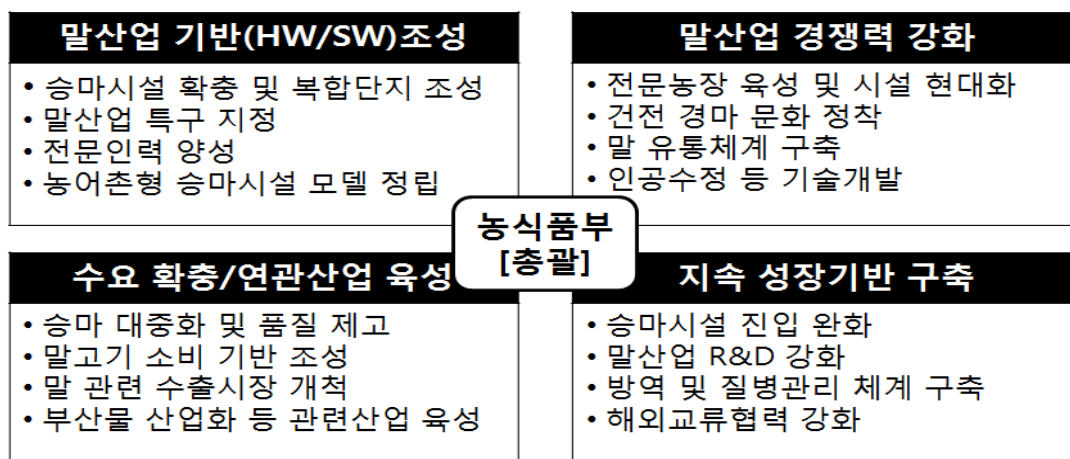 말산업 기반(HW/SW)조성
• 승마시설 확충 및 복합단지 조성
• 말산업 특구 지정
• 전문인력 양성
• 농어촌형 승마시설 모델 정립
말산업 경쟁력 강화
• 전문농장 육성 및 시설 현대화
• 건전 경마 문화 정착
• 말 유통체계 구축
• 인공수정 등 기술개발
농식품부
[총괄]
수요 확충/연관산업 육성
• 승마 대중화 및 품질 제고
• 말고기 소비 기반 조성
• 말 관련 수출시장 개척
• 부산물 산업화 등 관련산업 육성
지속 성장기반 구축
• 승마시설 진입 완화
• 말산업 R&D 강화
• 방역 및 질병관리 체계 구축
• 해외교류협력 강화